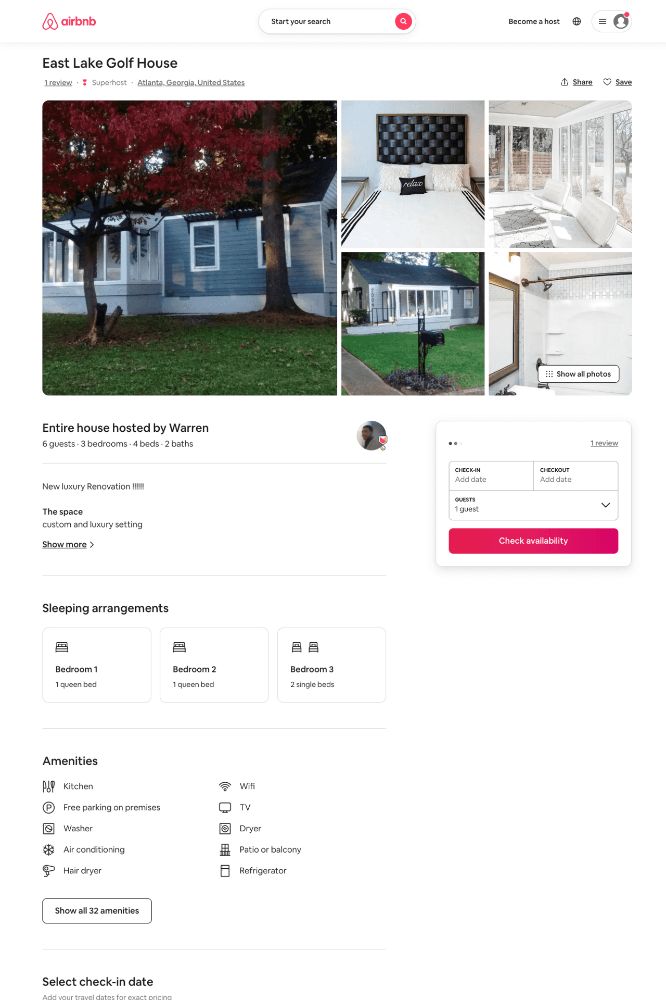 airbnb
Start your search
Become a host
East Lake Golf House
1 review · Superhost · Atlanta, Georgia, United States
Share
Save
relax
2006
Show all photos
Entire house hosted by Warren
6 guests · 3 bedrooms · 4 beds · 2 baths
1 review
CHECK-IN
Add date
CHECKOUT
Add date
GUESTS
1 guest
Check availability
New luxury Renovation !!!!!!
The space
custom and luxury setting
Show more
Sleeping arrangements
Bedroom 1
1 queen bed
Bedroom 2
1 queen bed
Bedroom 3
2 single beds
Amenities
Kitchen
Wifi
Free parking on premises
TV
Washer
Dryer
Air conditioning
Patio or balcony
Hair dryer
Refrigerator
Show all 32 amenities
Select check-in date
Add your travel dates for exact pricing